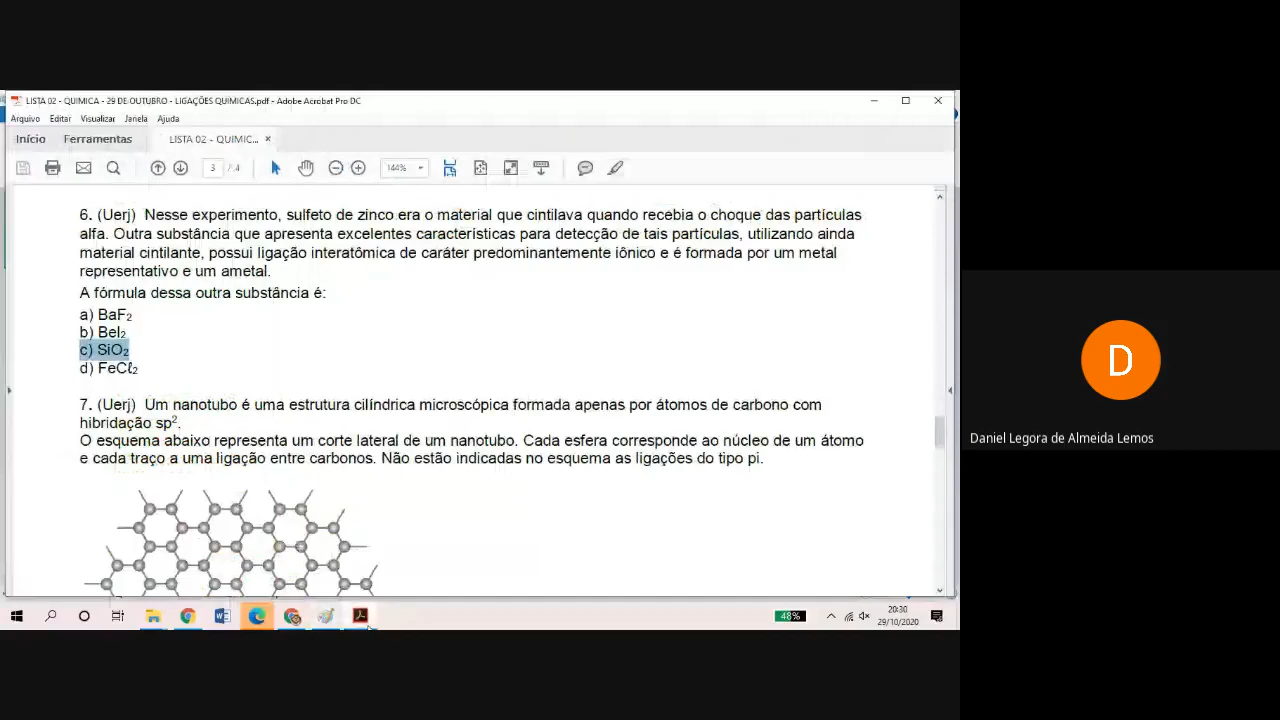 LISTA 02 - QUIMICA - 29 DE OUTUBRO - LIGAÇÕES QUIMICAS.pdf - Adobe Acrobat Pro DC
Arquivo Editar Visualizar Janela Ajuda
Início Ferramentas LISTA 02 - QUIMIC... ×
3 / 4 144%
6. (Uerj) Nesse experimento, sulfeto de zinco era o material que cintilava quando recebia o choque das partículas
alfa. Outra substância que apresenta excelentes características para detecção de tais partículas, utilizando ainda
material cintilante, possui ligação interatômica de caráter predominantemente iônico e é formada por um metal
representativo e um ametal.
A fórmula dessa outra substância é:
a) BaF₂
b) BeI₂
c) SiO₂
d) FeCℓ₂
7. (Uerj) Um nanotubo é uma estrutura cilíndrica microscópica formada apenas por átomos de carbono com
hibridação sp².
O esquema abaixo representa um corte lateral de um nanotubo. Cada esfera corresponde ao núcleo de um átomo
e cada traço a uma ligação entre carbonos. Não estão indicadas no esquema as ligações do tipo pi.
48%
20:30
29/10/2020
D
Daniel Legora de Almeida Lemos